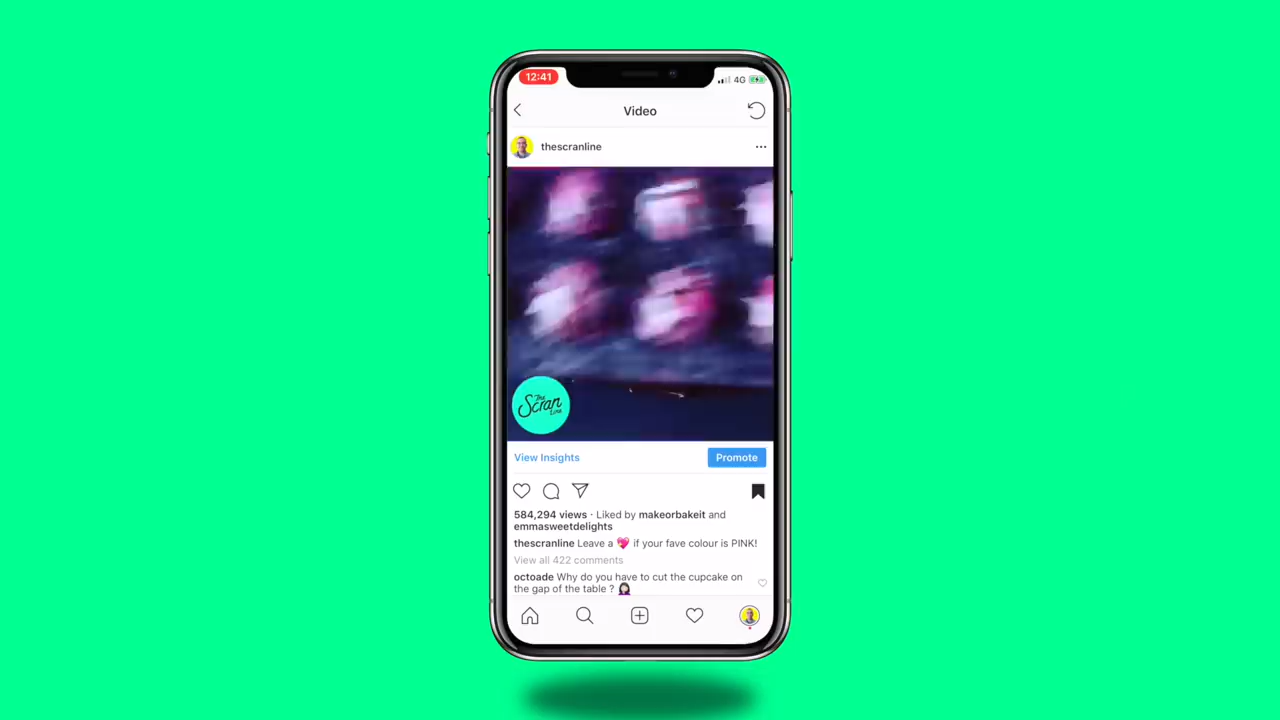 12:41
4G
Video
thescranline
The
Scran
Line
View Insights
Promote
584,294 views · Liked by makeorbakeit and
emmasweetdelights
thescranline Leave a 💖 if your fave colour is PINK!
View all 422 comments
octoade Why do you have to cut the cupcake on
the gap of the table ? 🤦🏻‍♀️